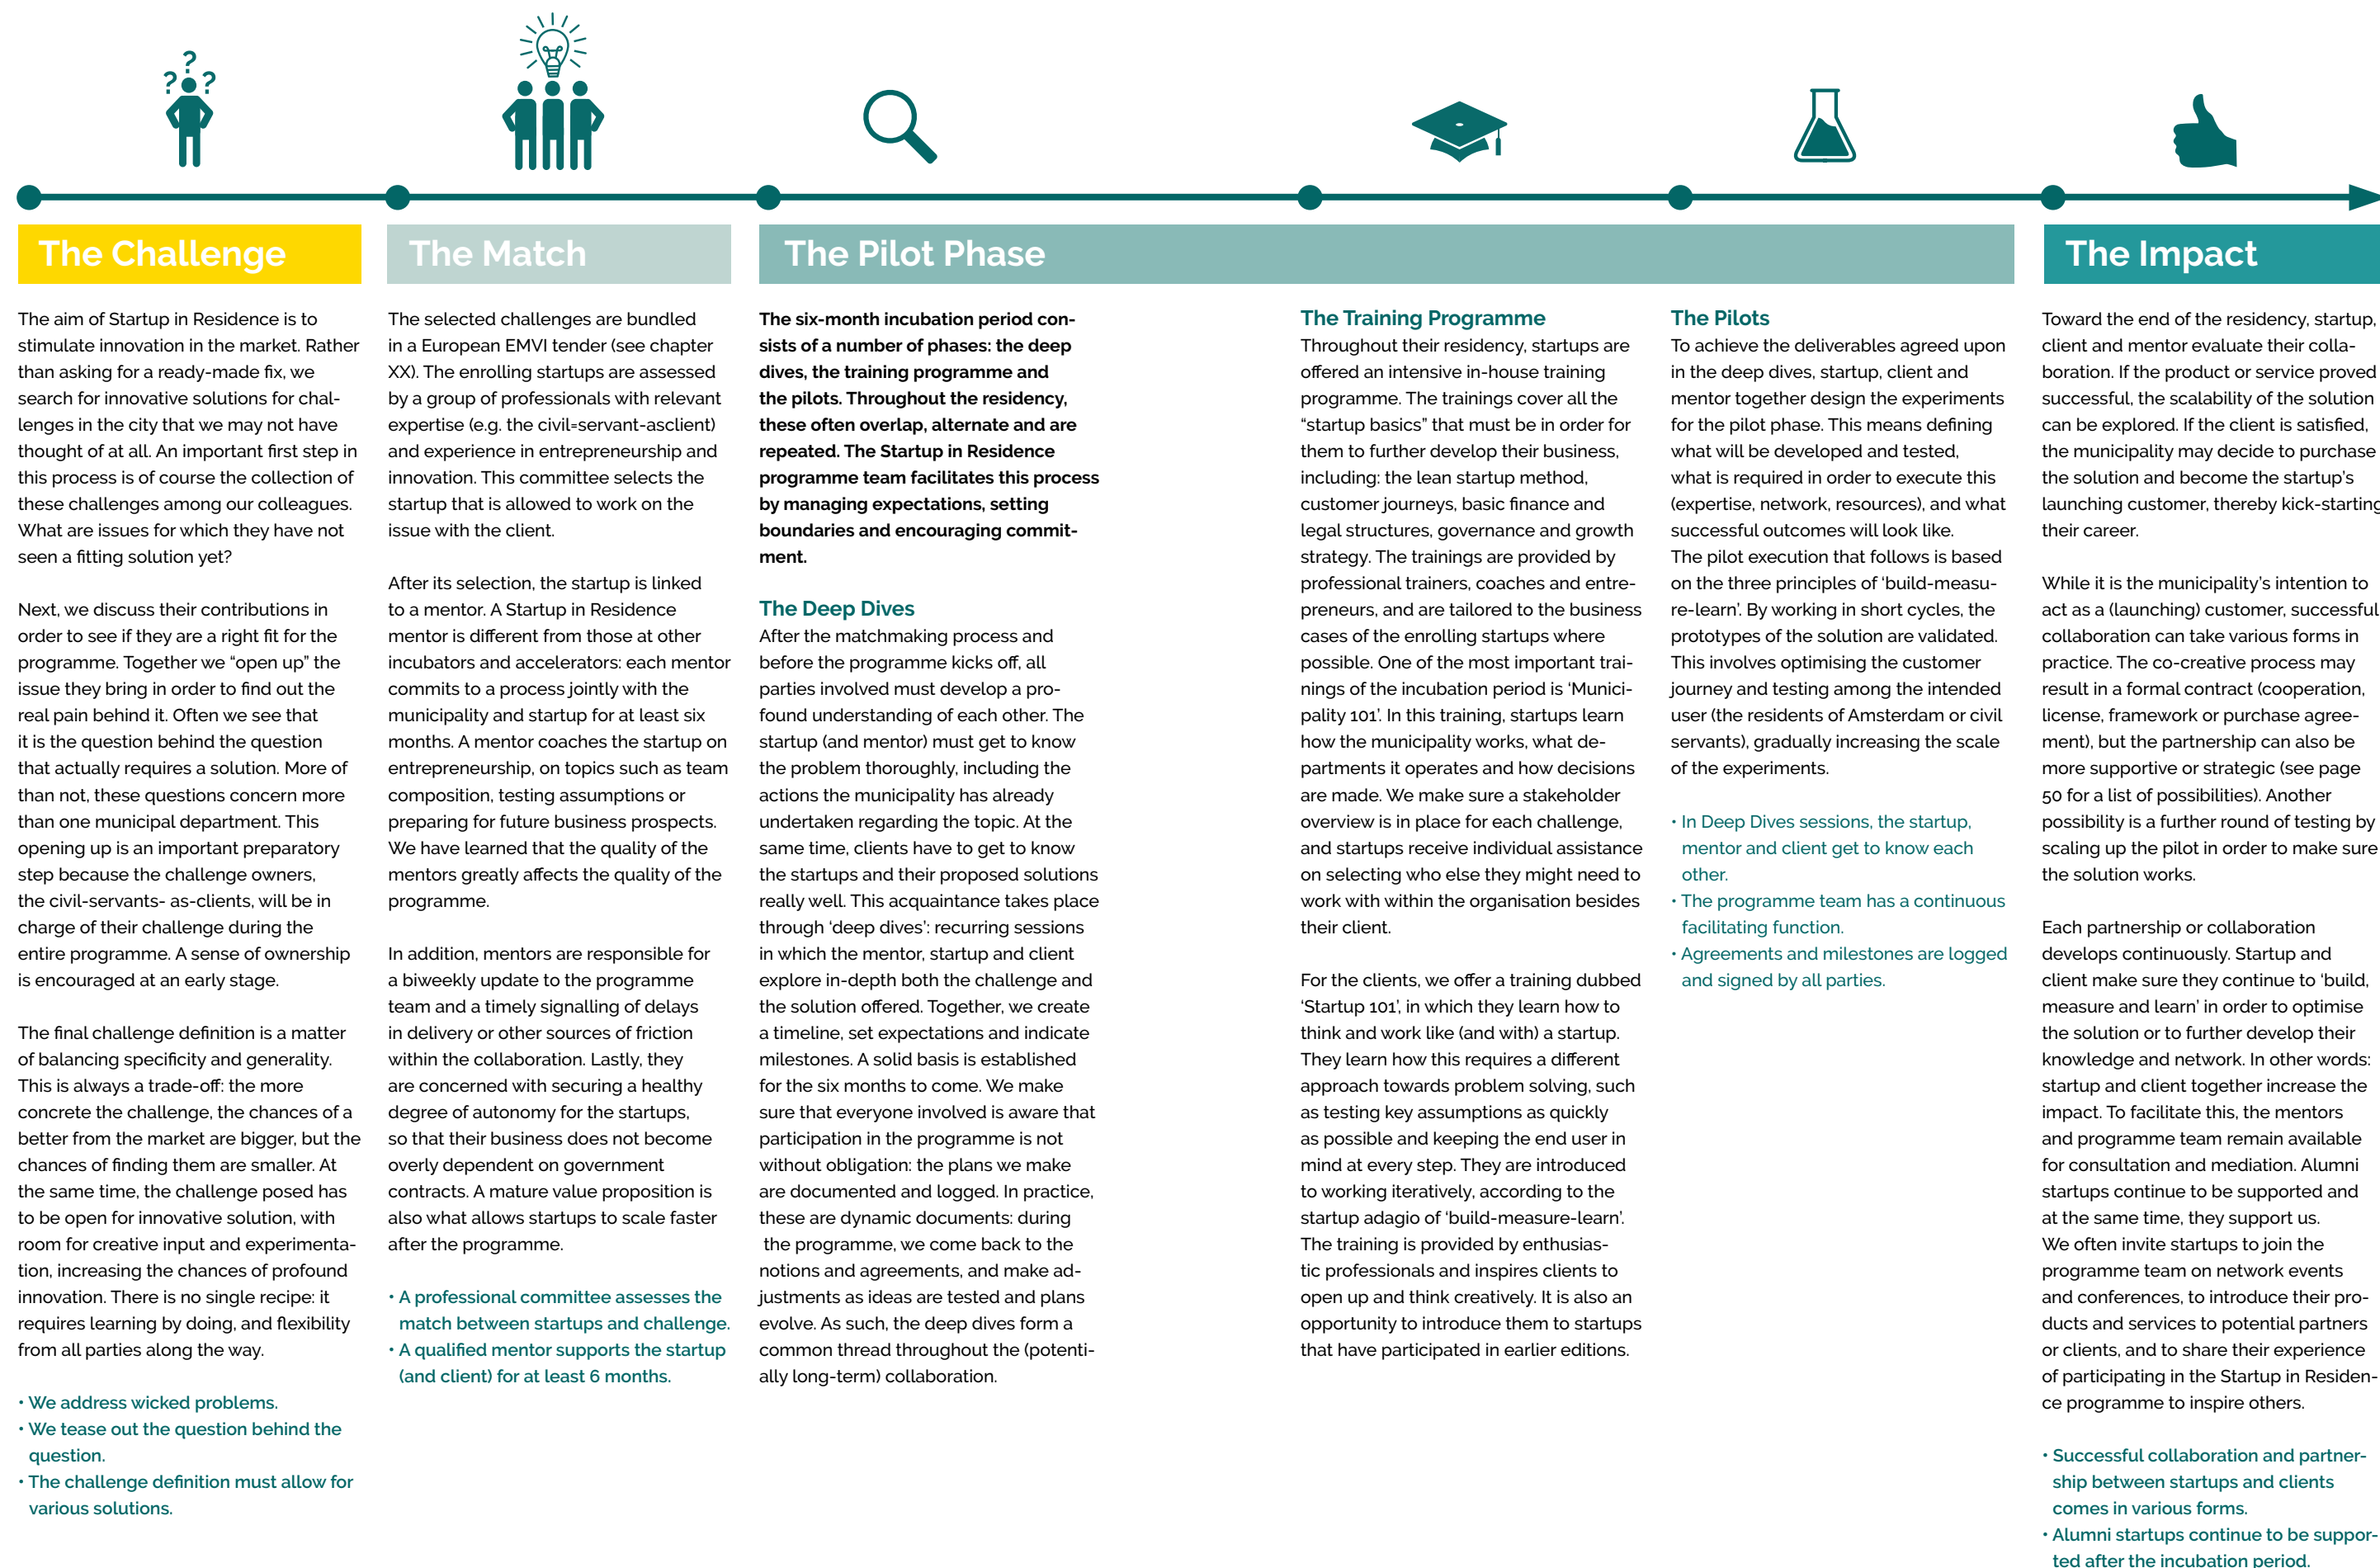 ? ? ?
The Challenge
The aim of Startup in Residence is to
stimulate innovation in the market. Rather
than asking for a ready-made fix, we
search for innovative solutions for chal-
lenges in the city that we may not have
thought of at all. An important first step in
this process is of course the collection of
these challenges among our colleagues.
What are issues for which they have not
seen a fitting solution yet?
Next, we discuss their contributions in
order to see if they are a right fit for the
programme. Together we “open up” the
issue they bring in order to find out the
real pain behind it. Often we see that
it is the question behind the question
that actually requires a solution. More of
than not, these questions concern more
than one municipal department. This
opening up is an important preparatory
step because the challenge owners,
the civil-servants- as-clients, will be in
charge of their challenge during the
entire programme. A sense of ownership
is encouraged at an early stage.
The final challenge definition is a matter
of balancing specificity and generality.
This is always a trade-off: the more
concrete the challenge, the chances of a
better from the market are bigger, but the
chances of finding them are smaller. At
the same time, the challenge posed has
to be open for innovative solution, with
room for creative input and experimenta-
tion, increasing the chances of profound
innovation. There is no single recipe: it
requires learning by doing, and flexibility
from all parties along the way.
• We address wicked problems.
• We tease out the question behind the
question.
• The challenge definition must allow for
various solutions.
The Match
The selected challenges are bundled
in a European EMVI tender (see chapter
XX). The enrolling startups are assessed
by a group of professionals with relevant
expertise (e.g. the civil=servant-asclient)
and experience in entrepreneurship and
innovation. This committee selects the
startup that is allowed to work on the
issue with the client.
After its selection, the startup is linked
to a mentor. A Startup in Residence
mentor is different from those at other
incubators and accelerators: each mentor
commits to a process jointly with the
municipality and startup for at least six
months. A mentor coaches the startup on
entrepreneurship, on topics such as team
composition, testing assumptions or
preparing for future business prospects.
We have learned that the quality of the
mentors greatly affects the quality of the
programme.
In addition, mentors are responsible for
a biweekly update to the programme
team and a timely signalling of delays
in delivery or other sources of friction
within the collaboration. Lastly, they
are concerned with securing a healthy
degree of autonomy for the startups,
so that their business does not become
overly dependent on government
contracts. A mature value proposition is
also what allows startups to scale faster
after the programme.
• A professional committee assesses the
match between startups and challenge.
• A qualified mentor supports the startup
(and client) for at least 6 months.
The Pilot Phase
The six-month incubation period con-
sists of a number of phases: the deep
dives, the training programme and
the pilots. Throughout the residency,
these often overlap, alternate and are
repeated. The Startup in Residence
programme team facilitates this process
by managing expectations, setting
boundaries and encouraging commit-
ment.
The Deep Dives
After the matchmaking process and
before the programme kicks off, all
parties involved must develop a pro-
found understanding of each other. The
startup (and mentor) must get to know
the problem thoroughly, including the
actions the municipality has already
undertaken regarding the topic. At the
same time, clients have to get to know
the startups and their proposed solutions
really well. This acquaintance takes place
through ‘deep dives’: recurring sessions
in which the mentor, startup and client
explore in-depth both the challenge and
the solution offered. Together, we create
a timeline, set expectations and indicate
milestones. A solid basis is established
for the six months to come. We make
sure that everyone involved is aware that
participation in the programme is not
without obligation: the plans we make
are documented and logged. In practice,
these are dynamic documents: during
the programme, we come back to the
notions and agreements, and make ad-
justments as ideas are tested and plans
evolve. As such, the deep dives form a
common thread throughout the (potenti-
ally long-term) collaboration.
The Training Programme
Throughout their residency, startups are
offered an intensive in-house training
programme. The trainings cover all the
“startup basics” that must be in order for
them to further develop their business,
including: the lean startup method,
customer journeys, basic finance and
legal structures, governance and growth
strategy. The trainings are provided by
professional trainers, coaches and entre-
preneurs, and are tailored to the business
cases of the enrolling startups where
possible. One of the most important trai-
nings of the incubation period is ‘Munici-
pality 101’. In this training, startups learn
how the municipality works, what de-
partments it operates and how decisions
are made. We make sure a stakeholder
overview is in place for each challenge,
and startups receive individual assistance
on selecting who else they might need to
work with within the organisation besides
their client.
For the clients, we offer a training dubbed
‘Startup 101’, in which they learn how to
think and work like (and with) a startup.
They learn how this requires a different
approach towards problem solving, such
as testing key assumptions as quickly
as possible and keeping the end user in
mind at every step. They are introduced
to working iteratively, according to the
startup adagio of ‘build-measure-learn’.
The training is provided by enthusias-
tic professionals and inspires clients to
open up and think creatively. It is also an
opportunity to introduce them to startups
that have participated in earlier editions.
The Pilots
To achieve the deliverables agreed upon
in the deep dives, startup, client and
mentor together design the experiments
for the pilot phase. This means defining
what will be developed and tested,
what is required in order to execute this
(expertise, network, resources), and what
successful outcomes will look like.
The pilot execution that follows is based
on the three principles of ‘build-measu-
re-learn’. By working in short cycles, the
prototypes of the solution are validated.
This involves optimising the customer
journey and testing among the intended
user (the residents of Amsterdam or civil
servants), gradually increasing the scale
of the experiments.
• In Deep Dives sessions, the startup,
mentor and client get to know each
other.
• The programme team has a continuous
facilitating function.
• Agreements and milestones are logged
and signed by all parties.
The Impact
Toward the end of the residency, startup,
client and mentor evaluate their colla-
boration. If the product or service proved
successful, the scalability of the solution
can be explored. If the client is satisfied,
the municipality may decide to purchase
the solution and become the startup’s
launching customer, thereby kick-starting
their career.
While it is the municipality’s intention to
act as a (launching) customer, successful
collaboration can take various forms in
practice. The co-creative process may
result in a formal contract (cooperation,
license, framework or purchase agree-
ment), but the partnership can also be
more supportive or strategic (see page
50 for a list of possibilities). Another
possibility is a further round of testing by
scaling up the pilot in order to make sure
the solution works.
Each partnership or collaboration
develops continuously. Startup and
client make sure they continue to ‘build,
measure and learn’ in order to optimise
the solution or to further develop their
knowledge and network. In other words:
startup and client together increase the
impact. To facilitate this, the mentors
and programme team remain available
for consultation and mediation. Alumni
startups continue to be supported and
at the same time, they support us.
We often invite startups to join the
programme team on network events
and conferences, to introduce their pro-
ducts and services to potential partners
or clients, and to share their experience
of participating in the Startup in Residen-
ce programme to inspire others.
• Successful collaboration and partner-
ship between startups and clients
comes in various forms.
• Alumni startups continue to be suppor-
ted after the incubation period.